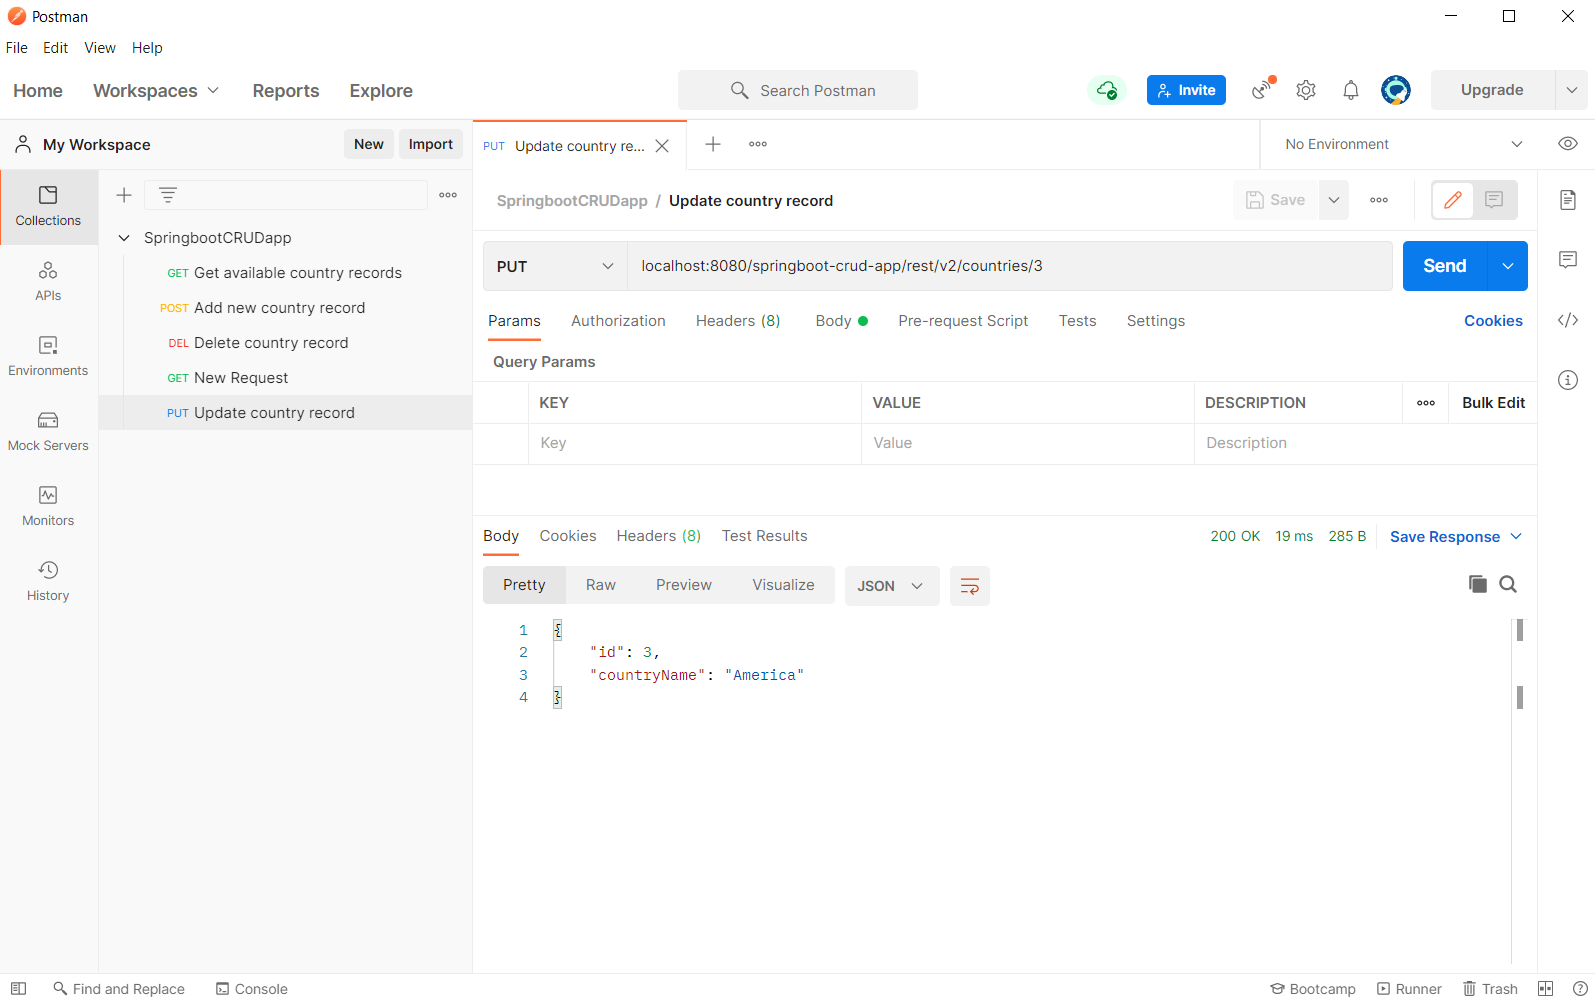 Postman
File Edit View Help
Home Workspaces Reports Explore Search Postman Invite Upgrade
My Workspace New Import PUT Update country re... No Environment
SpringbootCRUDapp / Update country record Save
Collections
SpringbootCRUDapp
GET Get available country records
POST Add new country record
DEL Delete country record
GET New Request
PUT Update country record
APIs
Environments
Mock Servers
Monitors
History
PUT localhost:8080/springboot-crud-app/rest/v2/countries/3 Send
Params Authorization Headers (8) Body Pre-request Script Tests Settings Cookies
Query Params
KEY VALUE DESCRIPTION Bulk Edit
Key Value Description
Body Cookies Headers (8) Test Results 200 OK 19 ms 285 B Save Response
Pretty Raw Preview Visualize JSON
1 {
2 "id": 3,
3 "countryName": "America"
4 }
Find and Replace Console Bootcamp Runner Trash